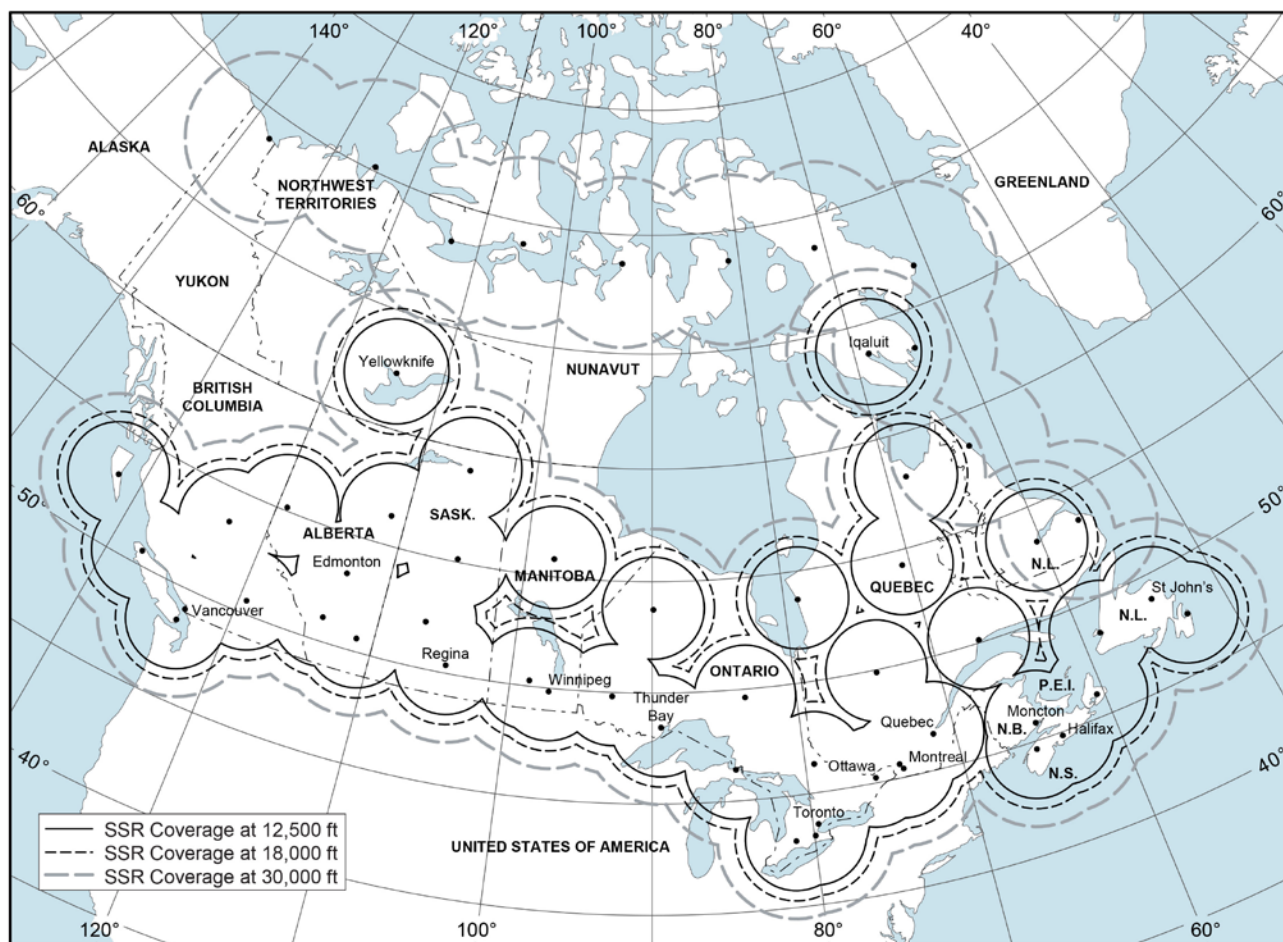 140°
120°
100°
80°
60°
40°
ALASKA
NORTHWEST
TERRITORIES
GREENLAND
60°
60°
YUKON
Yellowknife
Iqaluit
NUNAVUT
BRITISH
COLUMBIA
50°
50°
ALBERTA
SASK.
Edmonton
MANITOBA
QUEBEC
N.L.
St John's
N.L.
Vancouver
Regina
Winnipeg
ONTARIO
Thunder
Bay
P.E.I.
Quebec
Moncton
N.B.
Halifax
Ottawa
Montreal
N.S.
40°
40°
Toronto
SSR Coverage at 12,500 ft
SSR Coverage at 18,000 ft
SSR Coverage at 30,000 ft
UNITED STATES OF AMERICA
120°
100°
80°
60°